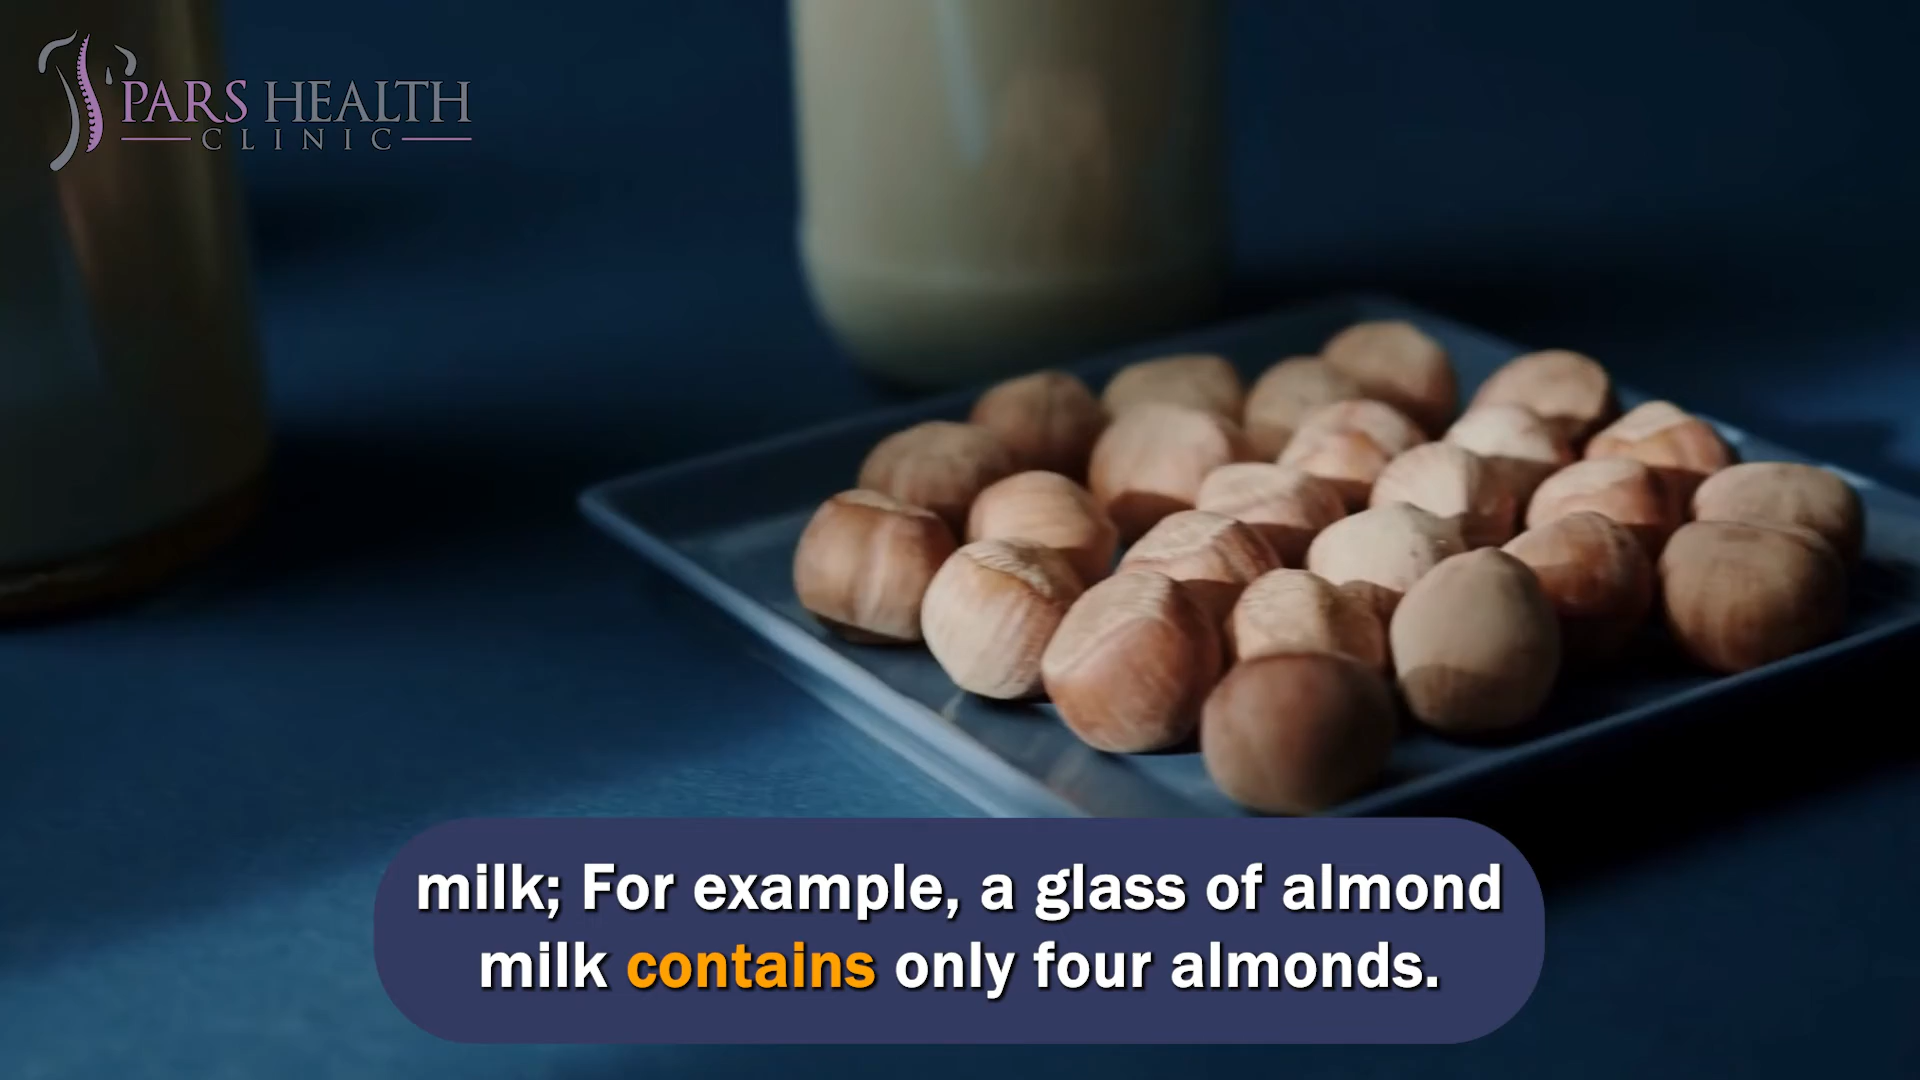 PARS HEALTH
CLINIC
milk; For example, a glass of almond
milk contains only four almonds.